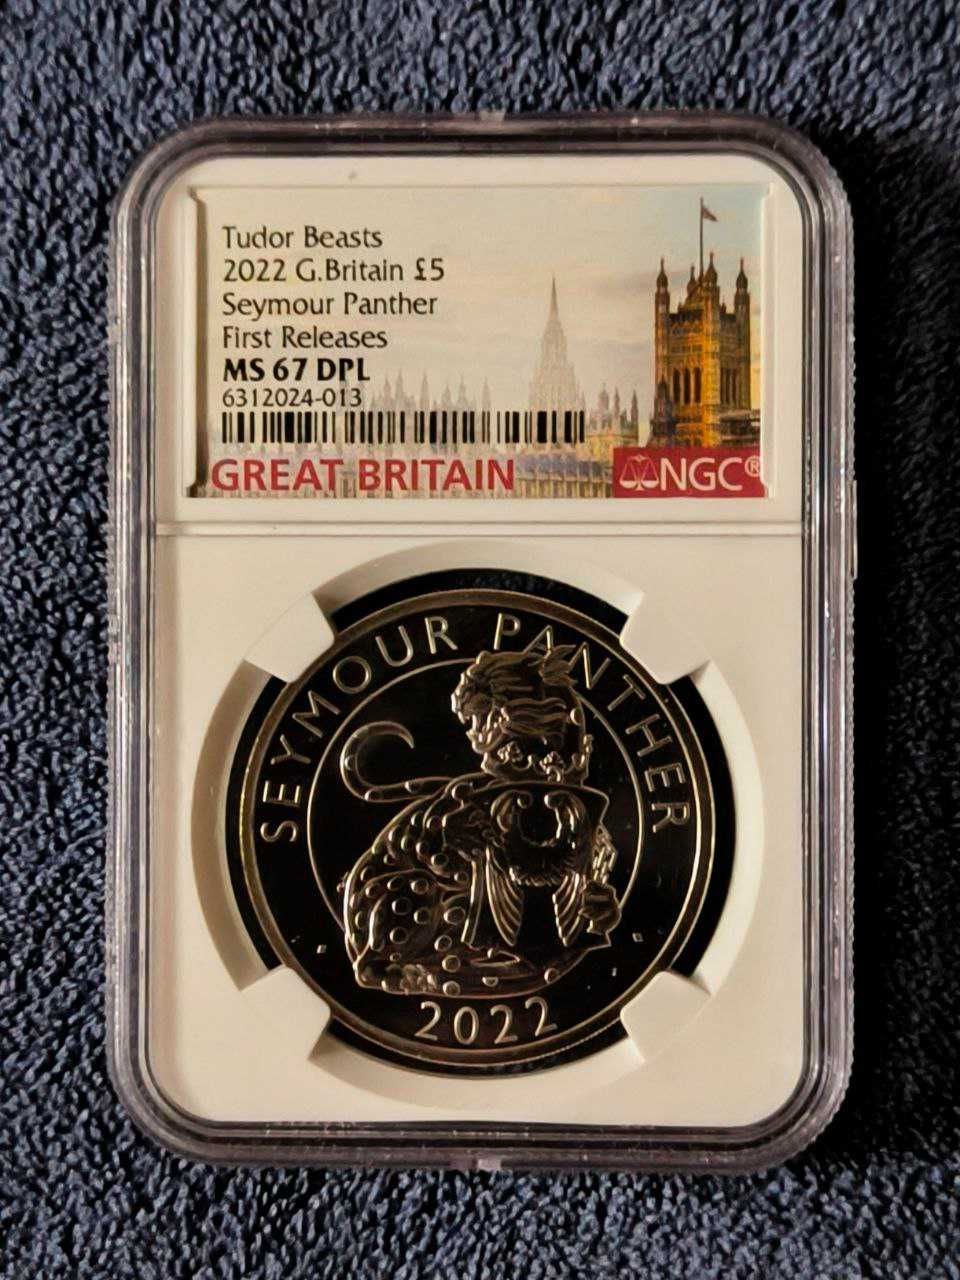 Tudor Beasts
2022 G.Britain £5
Seymour Panther
First Releases
MS 67 DPL
6312024-013
GREAT BRITAIN
NGC®
SEYMOUR PANTHER
2022